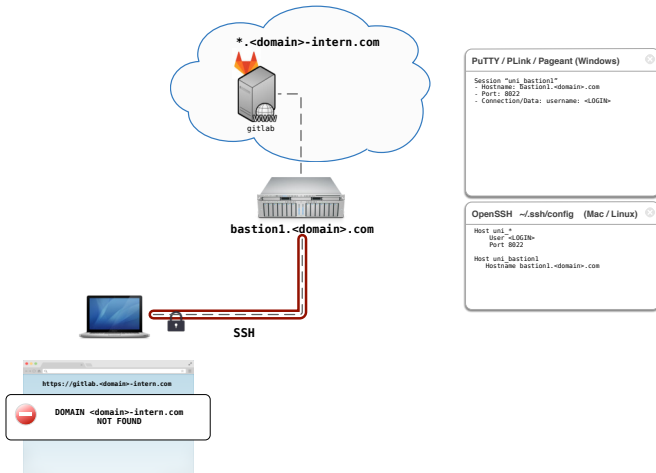 *.<domain>-intern.com
gitlab
bastion1.<domain>.com
SSH
https://gitlab.<domain>-intern.com
DOMAIN <domain>-intern.com
NOT FOUND
PuTTY / PLink / Pageant (Windows)
Session "uni_bastion1"
- Hostname: bastion1.<domain>.com
- Port: 8022
- Connection/Data: username: <LOGIN>
OpenSSH ~/.ssh/config (Mac / Linux)
Host uni_*
User <LOGIN>
Port 8022
Host uni_bastion1
Hostname bastion1.<domain>.com